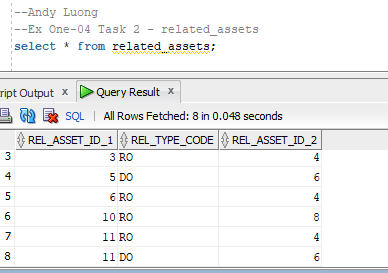 --Andy Luong
--Ex One-04 Task 2 - related_assets
select * from related_assets;
ript Output x Query Result x
SQL | All Rows Fetched: 8 in 0.048 seconds
REL_ASSET_ID_1 REL_TYPE_CODE REL_ASSET_ID_2
3 3 RO 4
4 5 DO 6
5 6 RO 4
6 10 RO 8
7 11 RO 4
8 11 DO 6